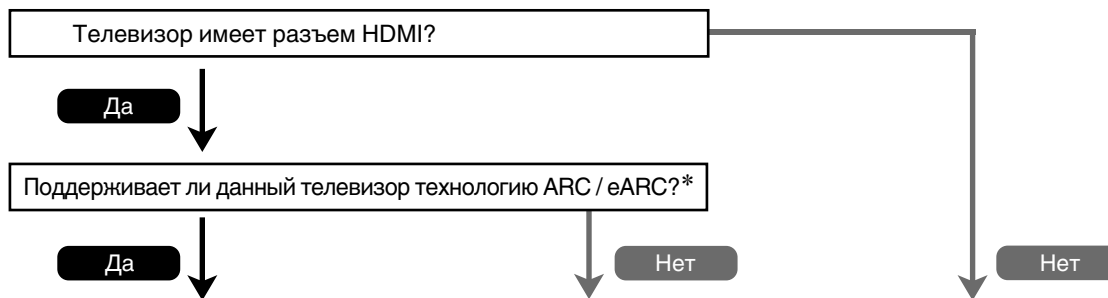 Телевизор имеет разъем HDMI?
Да
Поддерживает ли данный телевизор технологию ARC / eARC?*
Да
Нет
Нет